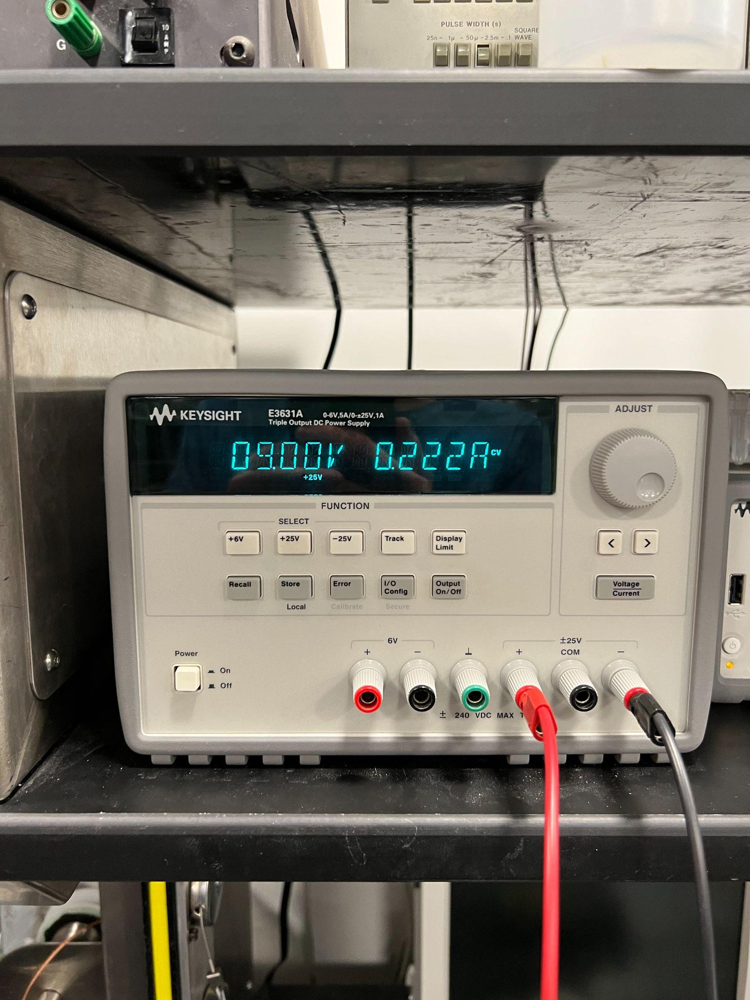 G
10 AMP
PULSE WIDTH (s)
25n – 1µ – 50µ – 2.5m – .1 SQUARE WAVE
KEYSIGHT E3631A 0-6V,5A/0-±25V,1A
Triple Output DC Power Supply
09.00V 0.222A CV
+25V
ADJUST
FUNCTION
SELECT
+6V +25V −25V Track Display Limit
< >
Recall Store Error I/O Config Output On/Off
Voltage
Current
Local Calibrate Secure
6V ±25V
+ − ⊥ + COM −
Power
On
Off
± 240 VDC MAX